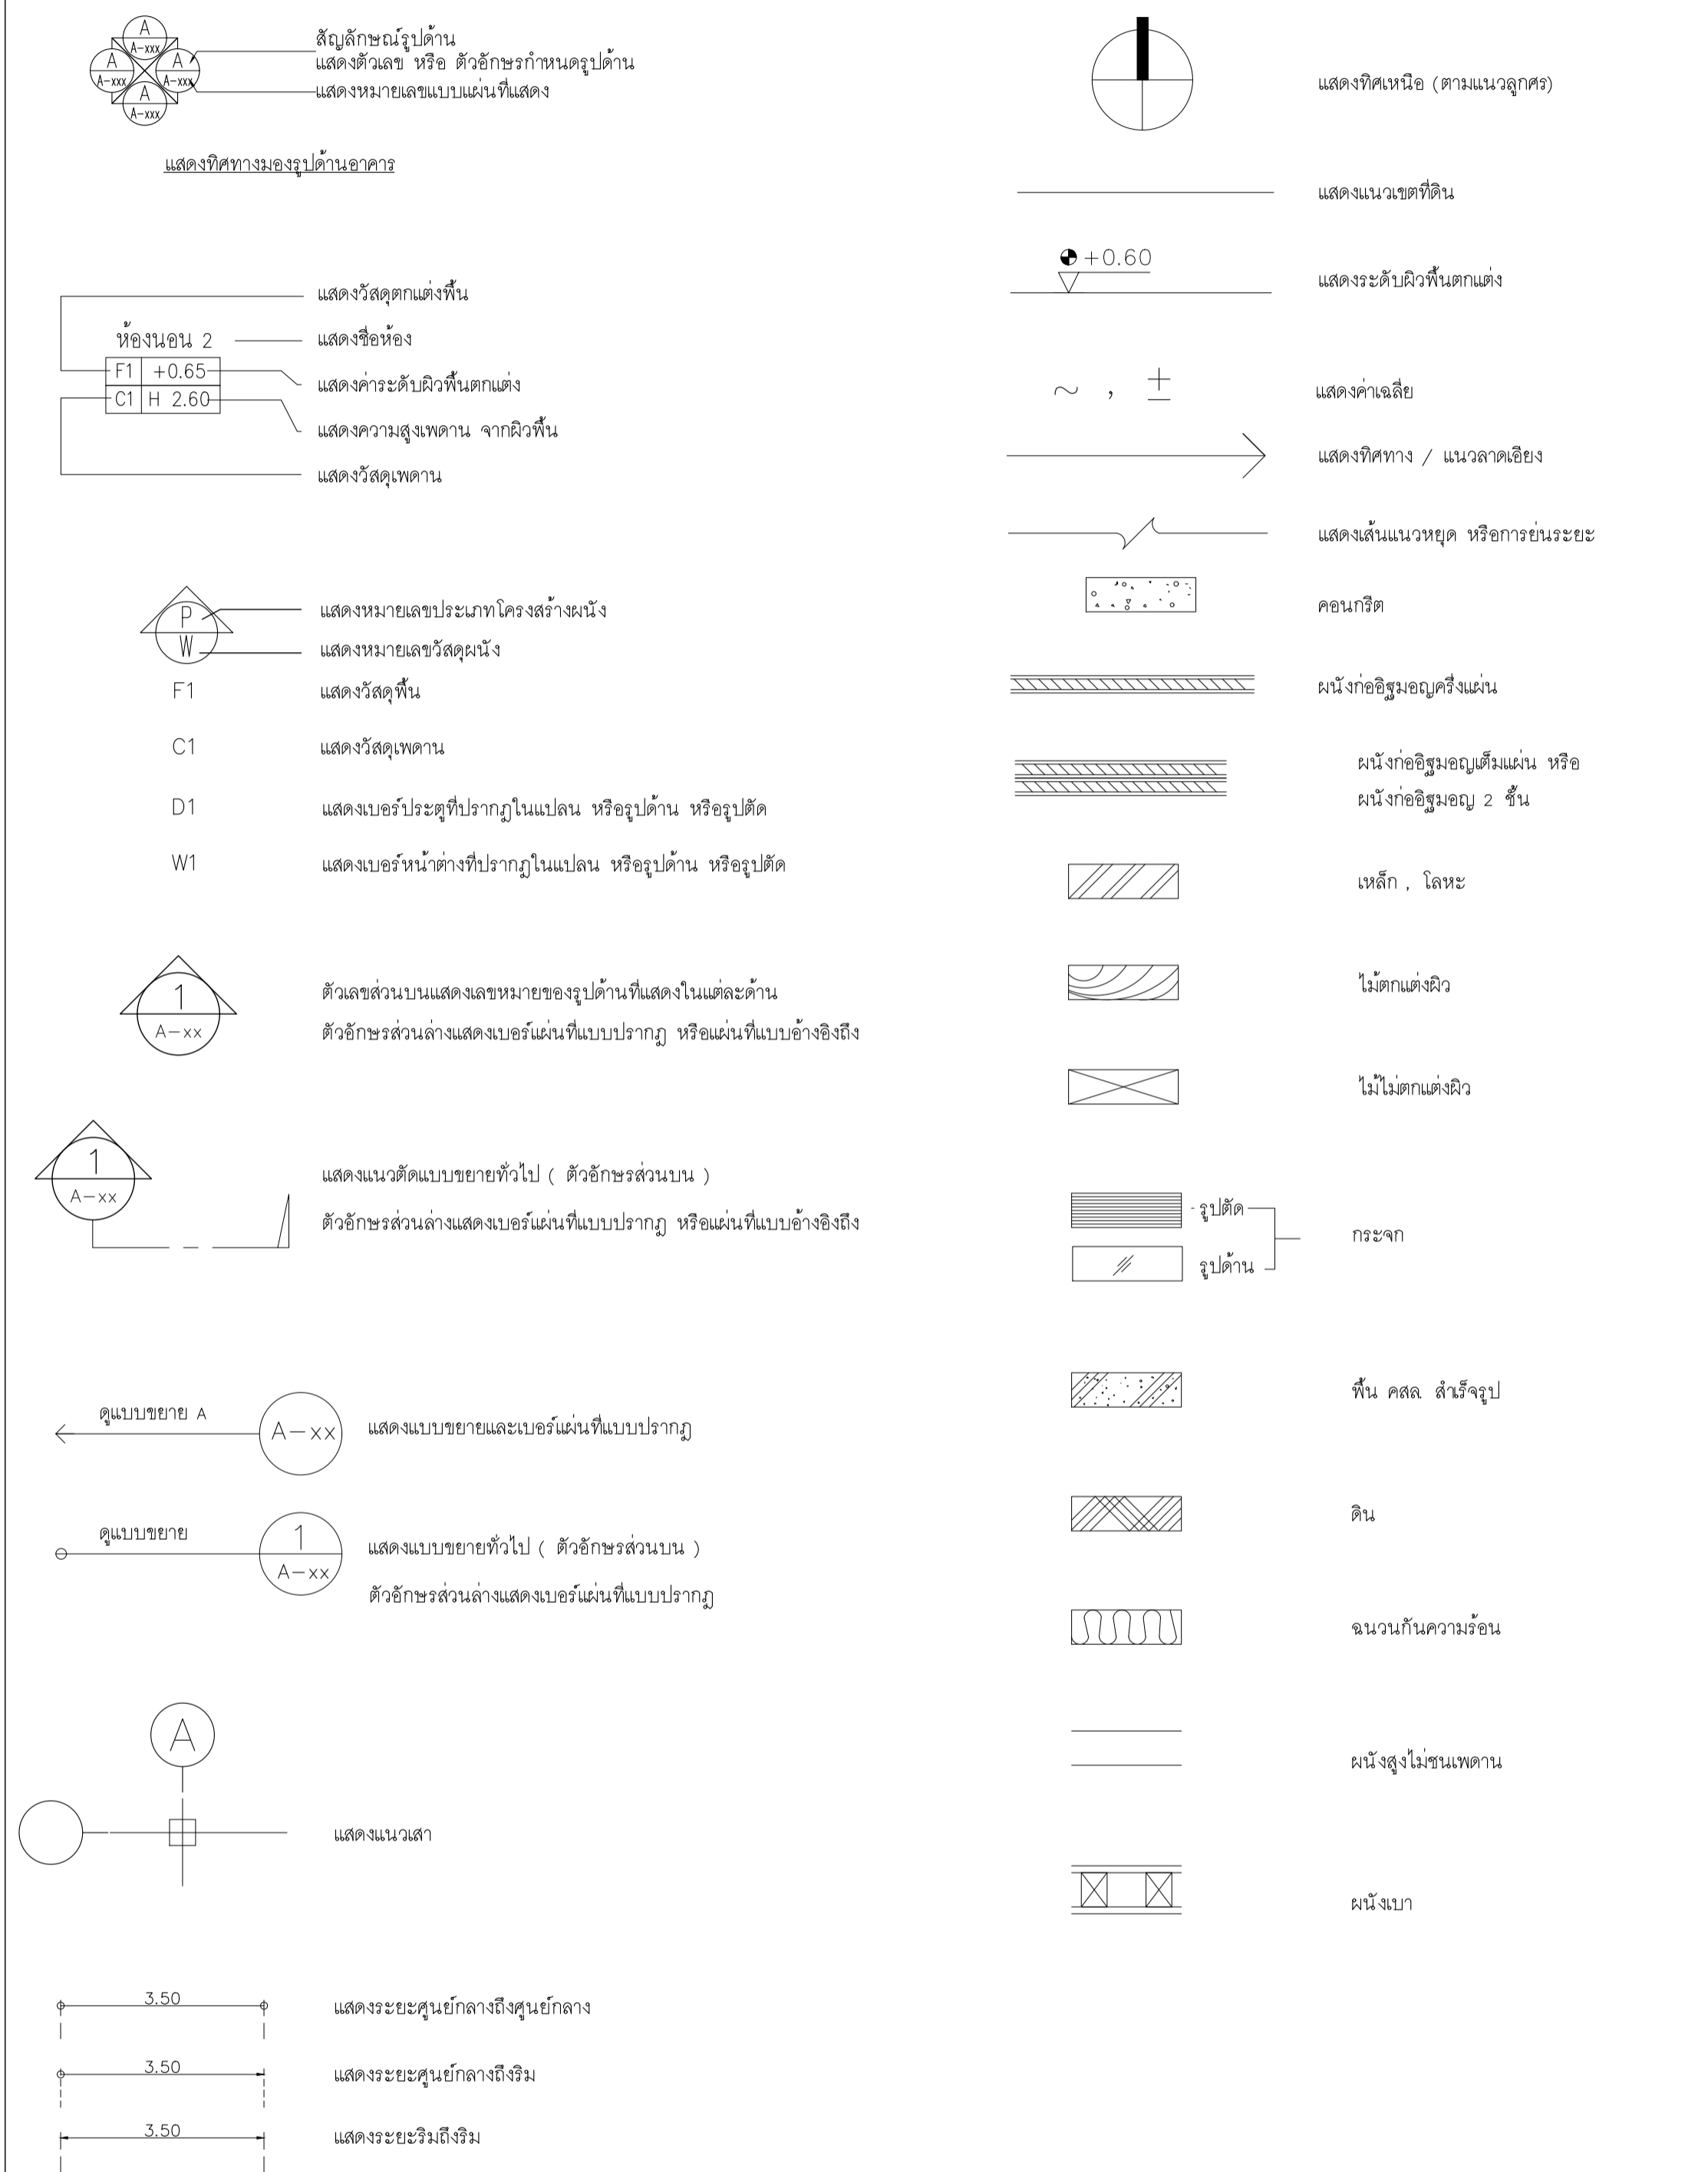 A
A-xxx
A
A-xxx
A
A-xxx
A
A-xxx
สัญลักษณ์รูปด้าน
แสดงตัวเลข หรือ ตัวอักษรกำหนดรูปด้าน
แสดงหมายเลขแบบแผ่นที่แสดง
แสดงทิศทางมองรูปด้านอาคาร
แสดงวัสดุตกแต่งพื้น
ห้องนอน 2
แสดงชื่อห้อง
F1 +0.65
แสดงค่าระดับผิวพื้นตกแต่ง
C1 H 2.60
แสดงความสูงเพดาน จากผิวพื้น
แสดงวัสดุเพดาน
P
แสดงหมายเลขประเภทโครงสร้างผนัง
W
แสดงหมายเลขวัสดุผนัง
F1 แสดงวัสดุพื้น
C1 แสดงวัสดุเพดาน
D1 แสดงเบอร์ประตูที่ปรากฎในแปลน หรือรูปด้าน หรือรูปตัด
W1 แสดงเบอร์หน้าต่างที่ปรากฎในแปลน หรือรูปด้าน หรือรูปตัด
1
A-xx
ตัวเลขส่วนบนแสดงเลขหมายของรูปด้านที่แสดงในแต่ละด้าน
ตัวอักษรส่วนล่างแสดงเบอร์แผ่นที่แบบปรากฎ หรือแผ่นที่แบบอ้างอิงถึง
1
A-xx
แสดงแนวตัดแบบขยายทั่วไป ( ตัวอักษรส่วนบน )
ตัวอักษรส่วนล่างแสดงเบอร์แผ่นที่แบบปรากฎ หรือแผ่นที่แบบอ้างอิงถึง
ดูแบบขยาย A
A-xx
แสดงแบบขยายและเบอร์แผ่นที่แบบปรากฎ
ดูแบบขยาย
1
A-xx
แสดงแบบขยายทั่วไป ( ตัวอักษรส่วนบน )
ตัวอักษรส่วนล่างแสดงเบอร์แผ่นที่แบบปรากฎ
A
แสดงแนวเสา
3.50
แสดงระยะศูนย์กลางถึงศูนย์กลาง
3.50
แสดงระยะศูนย์กลางถึงริม
3.50
แสดงระยะริมถึงริม
แสดงทิศเหนือ (ตามแนวลูกศร)
แสดงแนวเขตที่ดิน
+0.60
แสดงระดับผิวพื้นตกแต่ง
~ , ±
แสดงค่าเฉลี่ย
แสดงทิศทาง / แนวลาดเอียง
แสดงเส้นแนวหยุด หรือการย่นระยะ
คอนกรีต
ผนังก่ออิฐมอญครึ่งแผ่น
ผนังก่ออิฐมอญเต็มแผ่น หรือ
ผนังก่ออิฐมอญ 2 ชั้น
เหล็ก , โลหะ
ไม้ตกแต่งผิว
ไม้ไม่ตกแต่งผิว
รูปตัด
กระจก
รูปด้าน
พื้น คสล. สำเร็จรูป
ดิน
ฉนวนกันความร้อน
ผนังสูงไม่ชนเพดาน
ผนังเบา